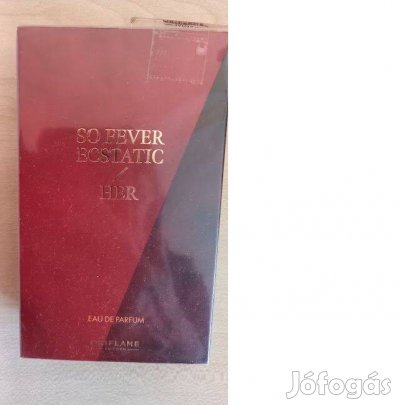 SO FEVER
ECSTATIC
HER
EAU DE PARFUM
ORIFLAME
Jófogás